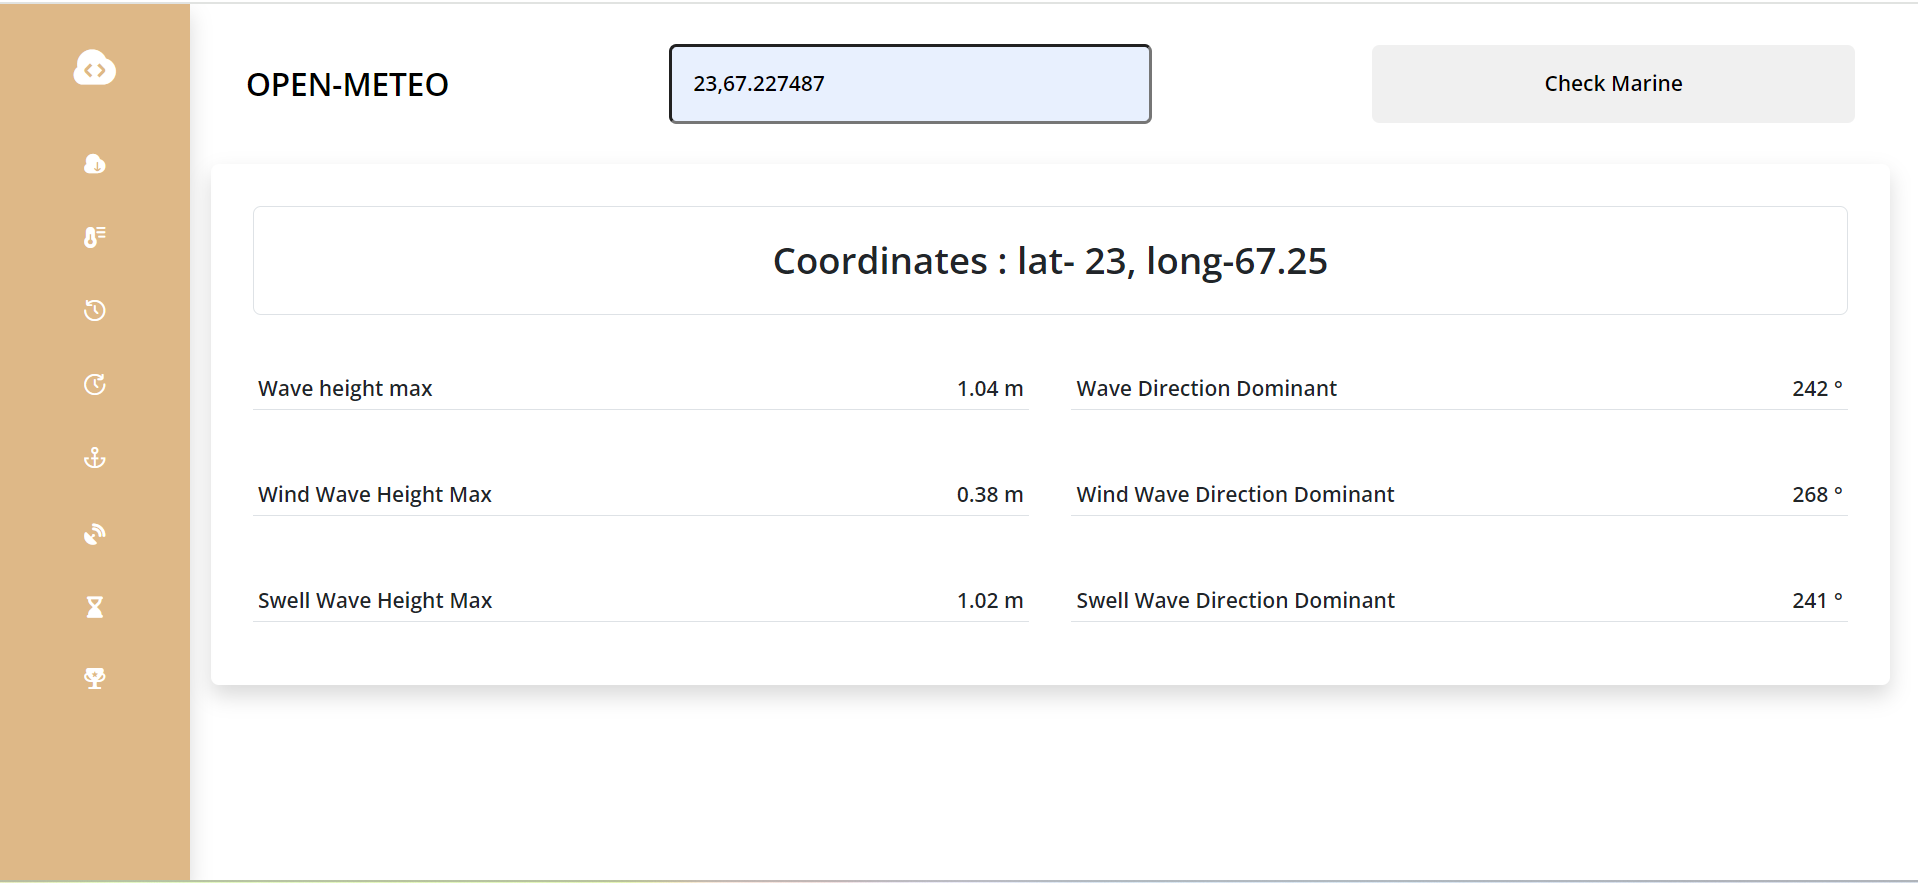 OPEN-METEO
23,67.227487
Check Marine
Coordinates : lat- 23, long-67.25
Wave height max 1.04 m
Wave Direction Dominant 242 °
Wind Wave Height Max 0.38 m
Wind Wave Direction Dominant 268 °
Swell Wave Height Max 1.02 m
Swell Wave Direction Dominant 241 °